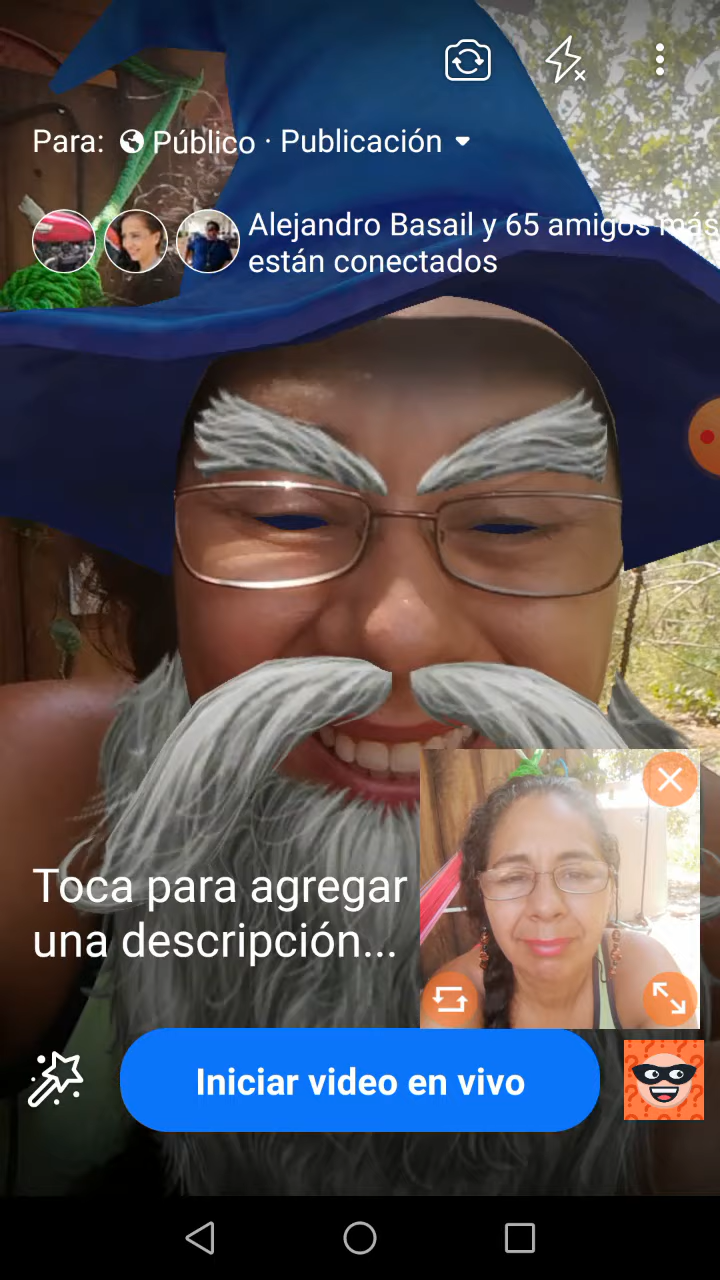 Para: Público · Publicación
Alejandro Basail y 65 amigos más
están conectados
Toca para agregar
una descripción...
Iniciar video en vivo